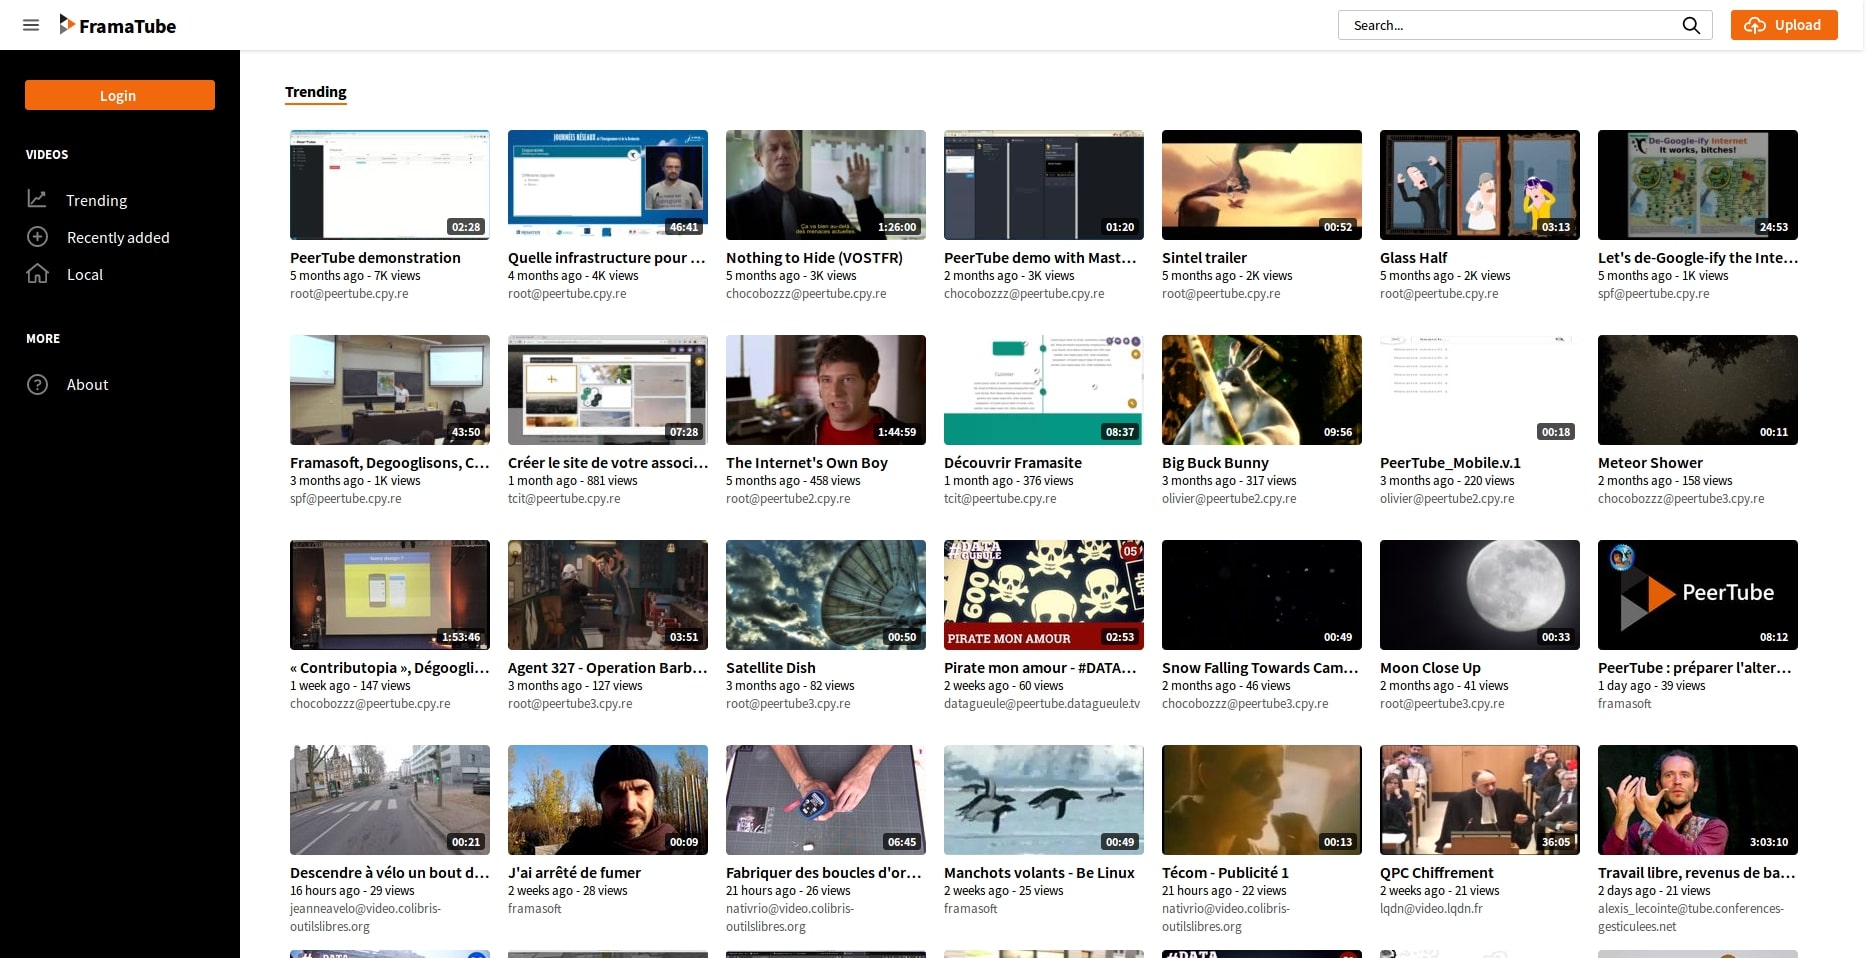 FramaTube
Search...
Upload
Login
VIDEOS
Trending
Recently added
Local
MORE
About
Trending
02:28
PeerTube demonstration
5 months ago - 7K views
root@peertube.cpy.re
JOURNÉES RÉSEAUX
46:41
Quelle infrastructure pour ...
4 months ago - 4K views
root@peertube.cpy.re
Ça va bien au-delà
des menaces actuelles.
1:26:00
Nothing to Hide (VOSTFR)
5 months ago - 3K views
chocobozzz@peertube.cpy.re
01:20
PeerTube demo with Mast...
2 months ago - 3K views
chocobozzz@peertube.cpy.re
00:52
Sintel trailer
5 months ago - 2K views
root@peertube.cpy.re
03:13
Glass Half
5 months ago - 2K views
root@peertube.cpy.re
De-Google-ify Internet
It works, bitches!
24:53
Let's de-Google-ify the Inte...
5 months ago - 1K views
spf@peertube.cpy.re
43:50
Framasoft, Degooglisons, C...
3 months ago - 1K views
spf@peertube.cpy.re
07:28
Créer le site de votre associ...
1 month ago - 881 views
tcit@peertube.cpy.re
1:44:59
The Internet's Own Boy
5 months ago - 458 views
root@peertube2.cpy.re
08:37
Découvrir Framasite
1 month ago - 376 views
tcit@peertube.cpy.re
09:56
Big Buck Bunny
3 months ago - 317 views
olivier@peertube2.cpy.re
00:18
PeerTube_Mobile.v.1
3 months ago - 220 views
olivier@peertube2.cpy.re
00:11
Meteor Shower
2 months ago - 158 views
chocobozzz@peertube3.cpy.re
1:53:46
« Contributopia », Dégoogli...
1 week ago - 147 views
chocobozzz@peertube.cpy.re
03:51
Agent 327 - Operation Barb...
3 months ago - 127 views
root@peertube3.cpy.re
00:50
Satellite Dish
3 months ago - 82 views
root@peertube3.cpy.re
#DATA
GUEULE
05
600
PIRATE MON AMOUR
02:53
Pirate mon amour - #DATA...
2 weeks ago - 60 views
datagueule@peertube.datagueule.tv
00:49
Snow Falling Towards Cam...
2 months ago - 46 views
chocobozzz@peertube3.cpy.re
00:33
Moon Close Up
2 months ago - 41 views
root@peertube3.cpy.re
PeerTube
08:12
PeerTube : préparer l'alter...
1 day ago - 39 views
framasoft
00:21
Descendre à vélo un bout d...
16 hours ago - 29 views
jeanneavelo@video.colibris-
outilslibres.org
00:09
J'ai arrêté de fumer
2 weeks ago - 28 views
framasoft
06:45
Fabriquer des boucles d'or...
21 hours ago - 26 views
nativrio@video.colibris-
outilslibres.org
00:49
Manchots volants - Be Linux
2 weeks ago - 25 views
framasoft
00:13
Técom - Publicité 1
21 hours ago - 22 views
nativrio@video.colibris-
outilslibres.org
36:05
QPC Chiffrement
2 weeks ago - 21 views
lqdn@video.lqdn.fr
3:03:10
Travail libre, revenus de ba...
2 days ago - 21 views
alexis_lecointe@tube.conferences-
gesticulees.net
#DATA
#DATA